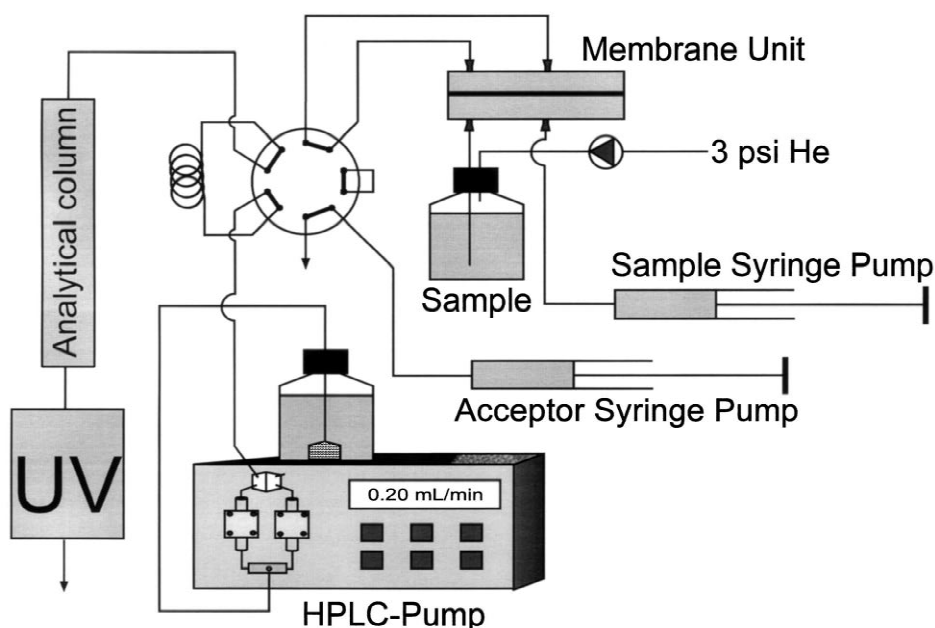 Membrane Unit
3 psi He
Analytical column
Sample
Sample Syringe Pump
Acceptor Syringe Pump
UV
0.20 mL/min
HPLC-Pump